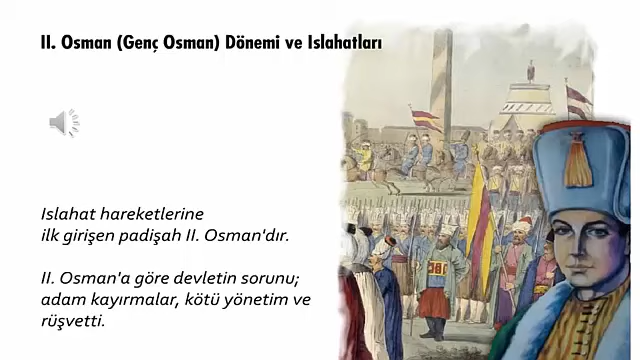 II. Osman (Genç Osman) Dönemi ve Islahatları
Islahat hareketlerine
ilk girişen padişah II. Osman'dır.
II. Osman'a göre devletin sorunu;
adam kayırmalar, kötü yönetim ve
rüşvetti.